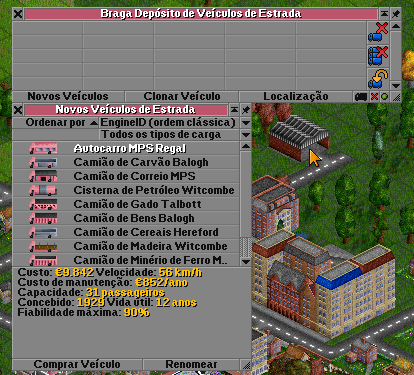 Braga Depósito de Veículos de Estrada
Novos Veículos Clonar Veículo Localização
Novos Veículos de Estrada
Ordenar por EngineID (ordem clássica)
Todos os tipos de carga
Autocarro MPS Regal
Camião de Carvão Balogh
Camião de Correio MPS
Cisterna de Petróleo Witcombe
Camião de Gado Talbott
Camião de Bens Balogh
Camião de Cereais Hereford
Camião de Madeira Witcombe
Camião de Minério de Ferro M...
Custo: €9.842 Velocidade: 56 km/h
Custo de manutenção: €852/ano
Capacidade: 31 passageiros
Concebido: 1929 Vida útil: 12 anos
Fiabilidade máxima: 90%
Comprar Veículo Renomear